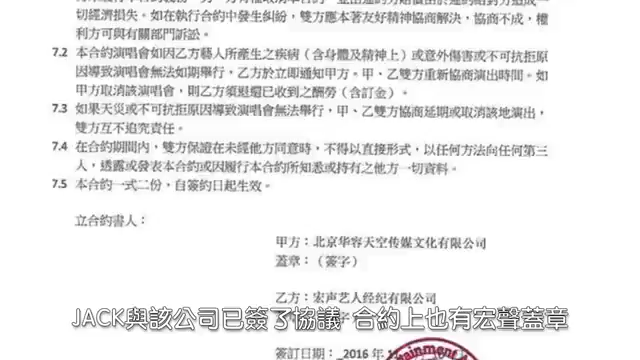 切經濟損失。如在執行合約中發生糾紛，雙方應本著友好精神協商解決，協商不成，權
利方可與有關部門訴訟。
7.2 本合約演唱會如因乙方藝人所產生之疾病（含身體及精神上）或意外傷害或不可抗拒原
因導致演唱會無法如期舉行，乙方於立即通知甲方。甲、乙雙方重新協商演出時間。如
甲方取消該演唱會，則乙方須退還已收到之酬勞（含訂金）。
7.3 如果天災或不可抗拒原因導致演唱會無法舉行，甲、乙雙方協商延期或取消該地演出，
雙方互不追究責任。
7.4 在合約期間内，雙方保證在未經他方同意時，不得以直接形式，以任何方法向任何第三
人，透露或發表本合約或因履行本合約所知悉或持有之他方一切資料。
7.5 本合約一式二份，自簽約日起生效。
立合約書人：
甲方：北京华容天空传媒文化有限公司
蓋章：（簽字）
乙方：宏声艺人经纪有限公司
JACK與該公司已簽了協議 合約上也有宏聲蓋章
簽訂日期：_2016